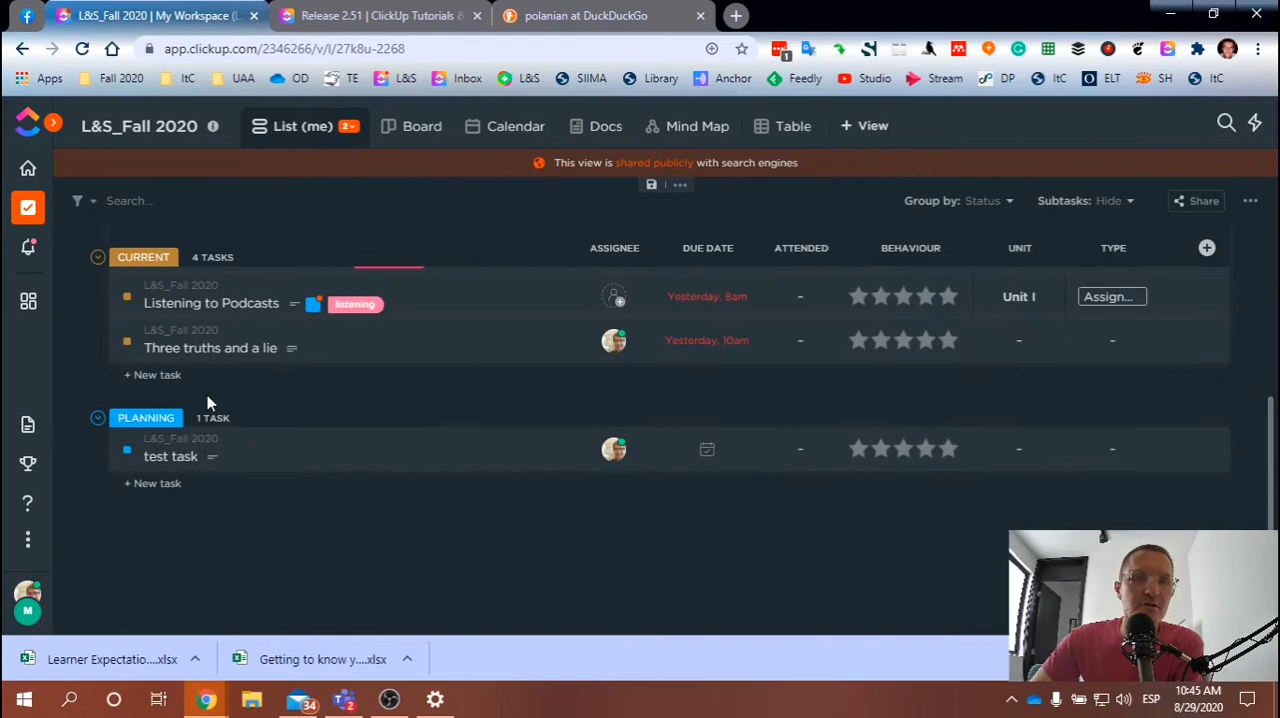 L&S_Fall 2020 | My Workspace (L
Release 2.51 | ClickUp Tutorials &
polanian at DuckDuckGo
app.clickup.com/2346266/v/l/27k8u-2268
1
Apps
Fall 2020
ItC
UAA
OD
TE
L&S
Inbox
L&S
SIIMA
Library
Anchor
Feedly
Studio
Stream
DP
ItC
ELT
SH
ItC
L&S_Fall 2020
List (me)
2
Board
Calendar
Docs
Mind Map
Table
+ View
This view is shared publicly with search engines
Search...
Group by: Status
Subtasks: Hide
Share
CURRENT
4 TASKS
ASSIGNEE
DUE DATE
ATTENDED
BEHAVIOUR
UNIT
TYPE
L&S_Fall 2020
Listening to Podcasts
listening
Yesterday, 8am
-
Unit I
Assign...
L&S_Fall 2020
Three truths and a lie
Yesterday, 10am
-
-
-
+ New task
PLANNING
1 TASK
L&S_Fall 2020
test task
-
-
-
+ New task
M
Learner Expectatio....xlsx
Getting to know y....xlsx
34
2
ESP
10:45 AM
8/29/2020